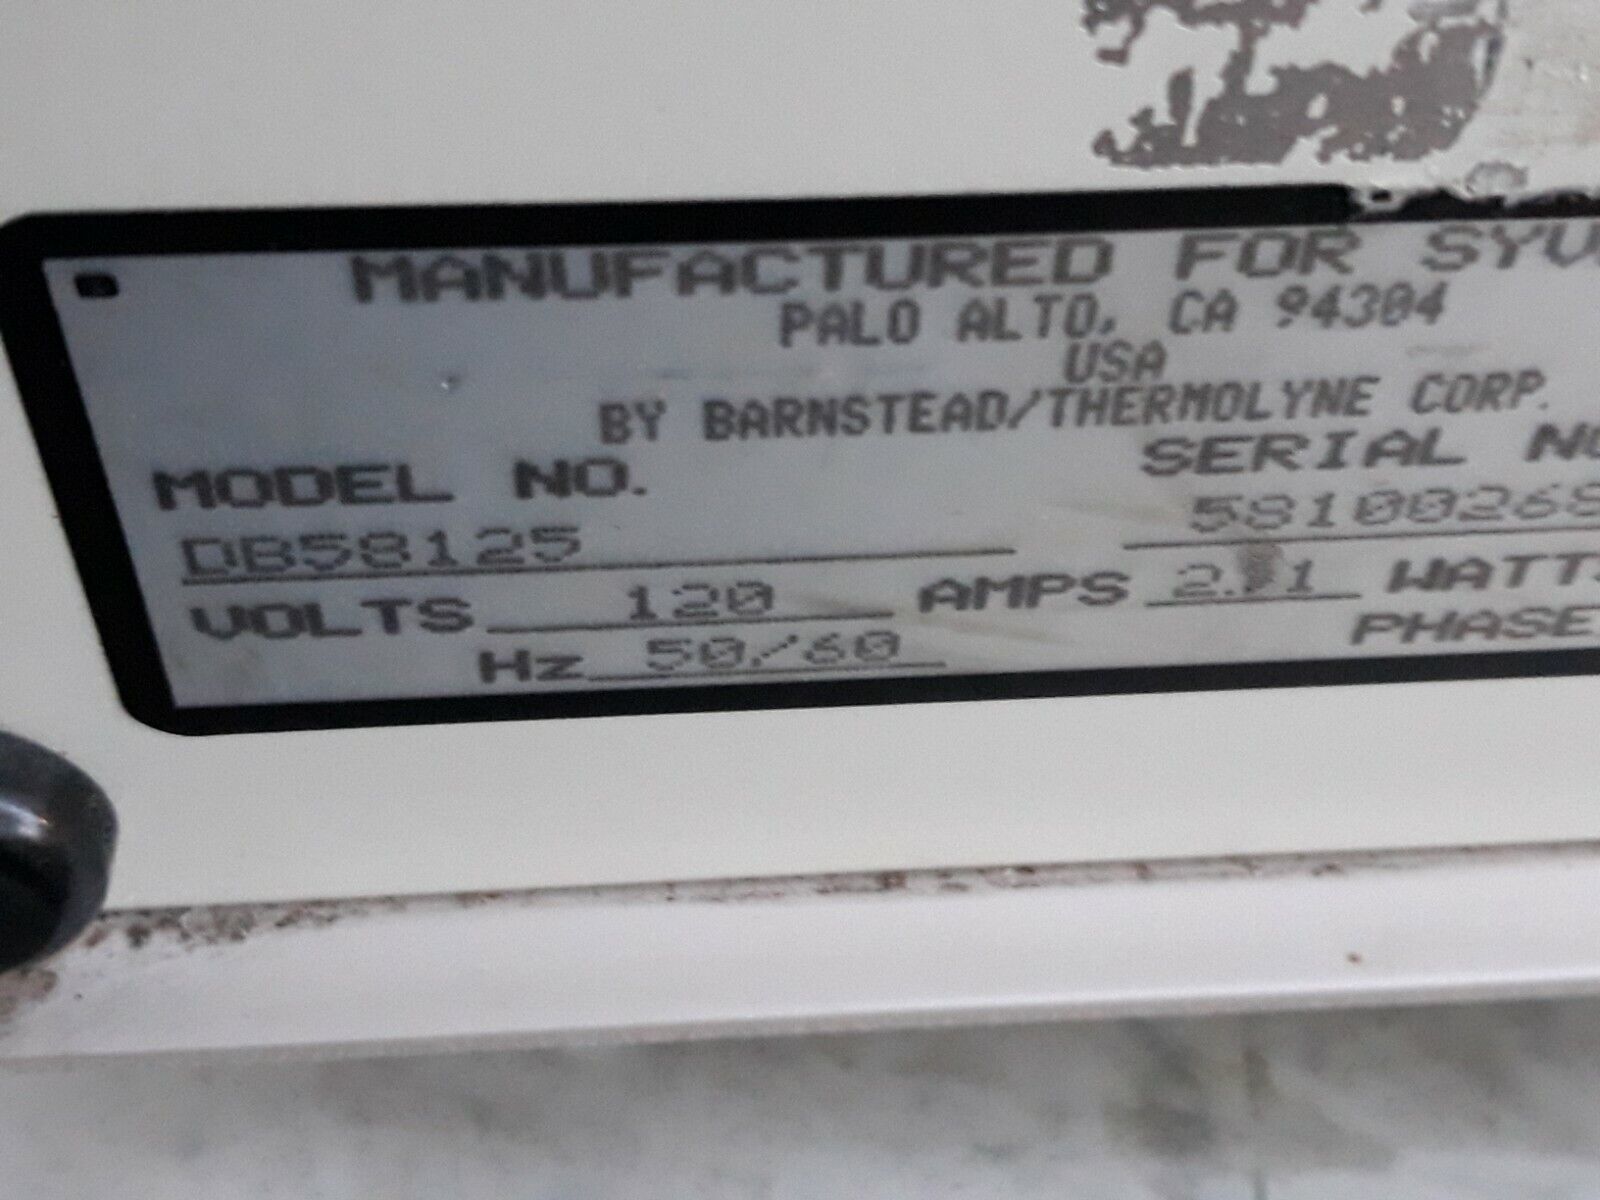 MANUFACTURED FOR
PALO ALTO, CA 94304
USA
BY BARNSTEAD/THERMOLYNE CORP.
MODEL NO. SERIAL
DB58125
VOLTS 120 AMPS
Hz 50/60 PHASE